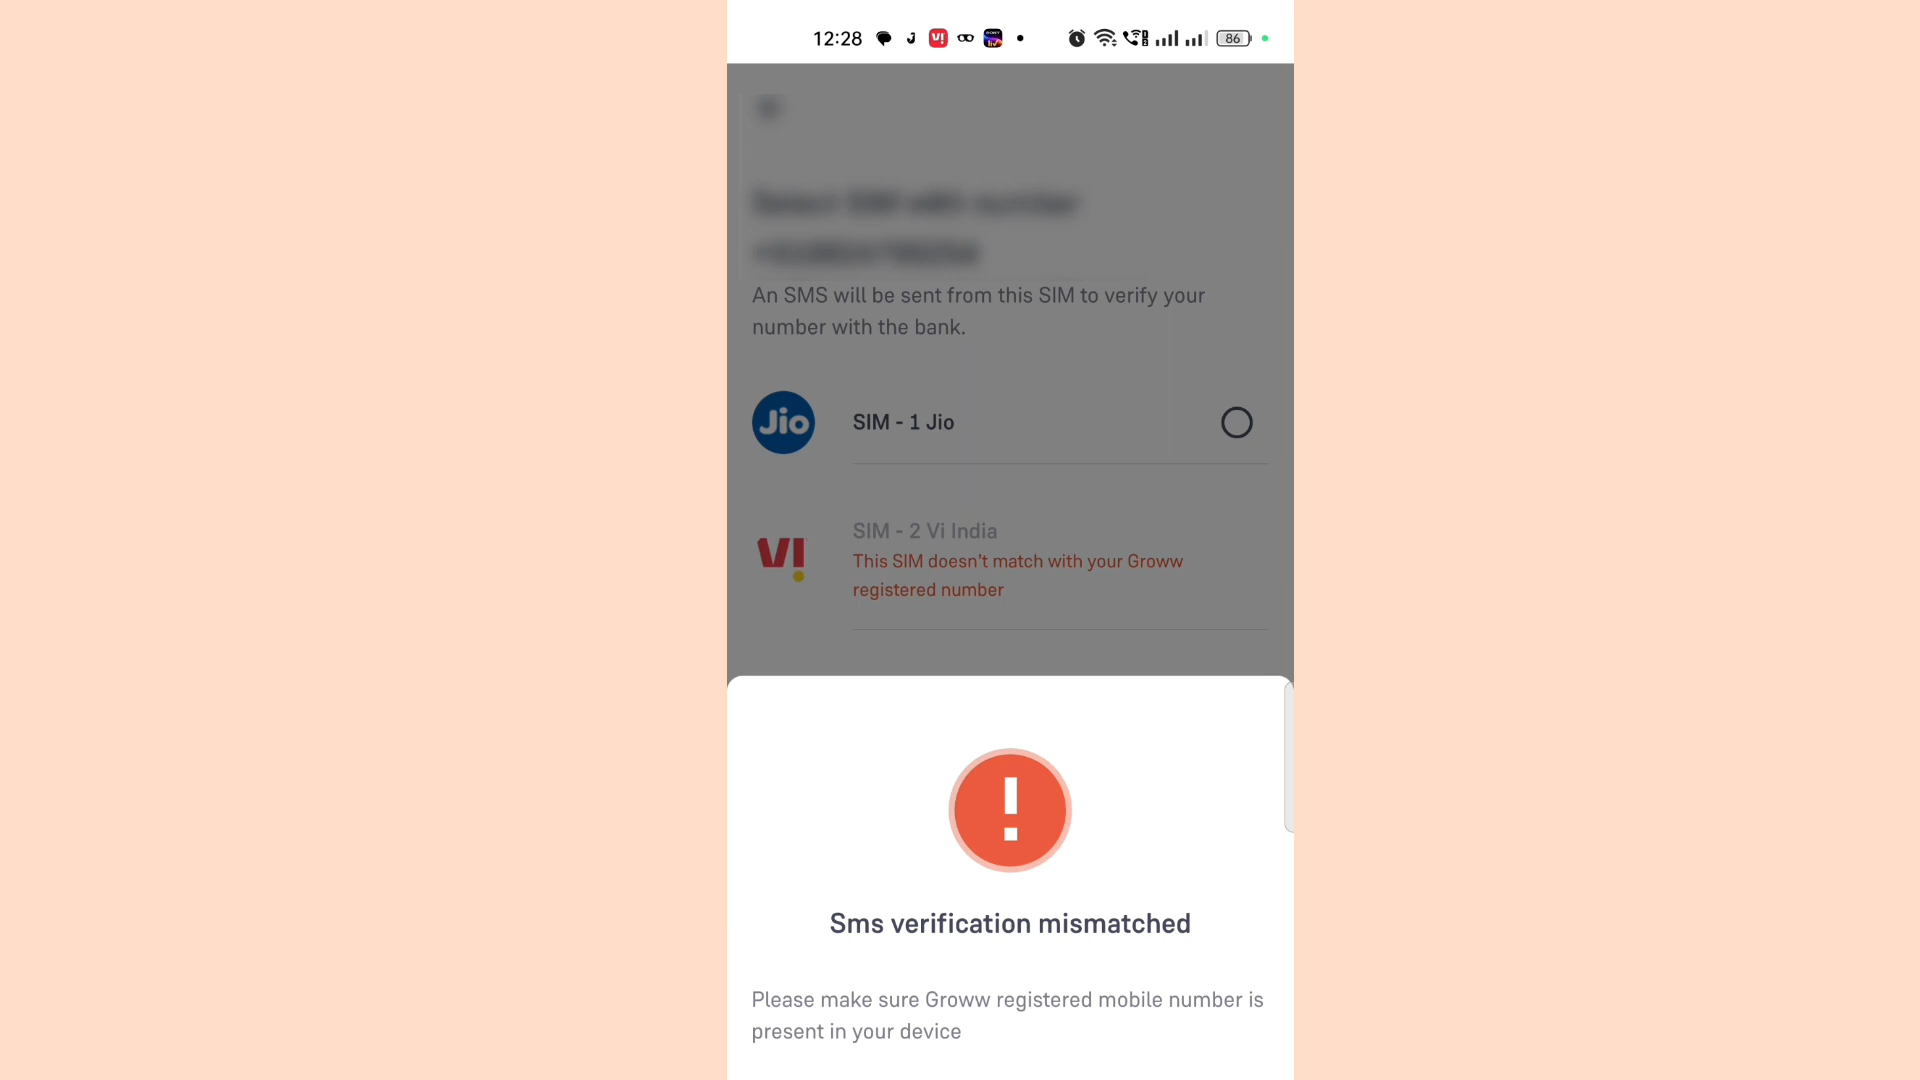 12:28
86
An SMS will be sent from this SIM to verify your
number with the bank.
Jio
SIM - 1 Jio
SIM - 2 Vi India
VI
This SIM doesn't match with your Groww
registered number
Sms verification mismatched
Please make sure Groww registered mobile number is
present in your device